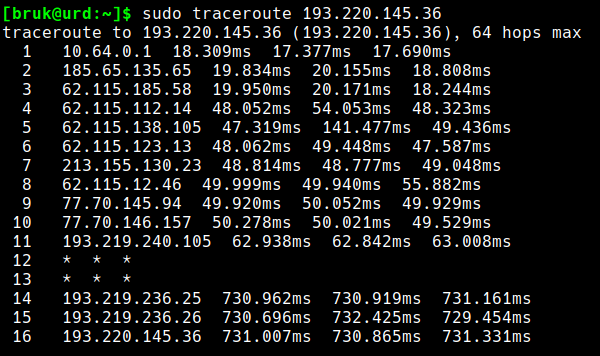 [bruk@urd:~]$ sudo traceroute 193.220.145.36
traceroute to 193.220.145.36 (193.220.145.36), 64 hops max
1 10.64.0.1 18.309ms 17.377ms 17.690ms
2 185.65.135.65 19.834ms 20.155ms 18.808ms
3 62.115.185.58 19.950ms 20.171ms 18.244ms
4 62.115.112.14 48.052ms 54.053ms 48.323ms
5 62.115.138.105 47.319ms 141.477ms 49.436ms
6 62.115.123.13 48.062ms 49.448ms 47.587ms
7 213.155.130.23 48.814ms 48.777ms 49.048ms
8 62.115.12.46 49.999ms 49.940ms 55.882ms
9 77.70.145.94 49.920ms 50.052ms 49.929ms
10 77.70.146.157 50.278ms 50.021ms 49.529ms
11 193.219.240.105 62.938ms 62.842ms 63.008ms
12 * * *
13 * * *
14 193.219.236.25 730.962ms 730.919ms 731.161ms
15 193.219.236.26 730.696ms 732.425ms 729.454ms
16 193.220.145.36 731.007ms 730.865ms 731.331ms